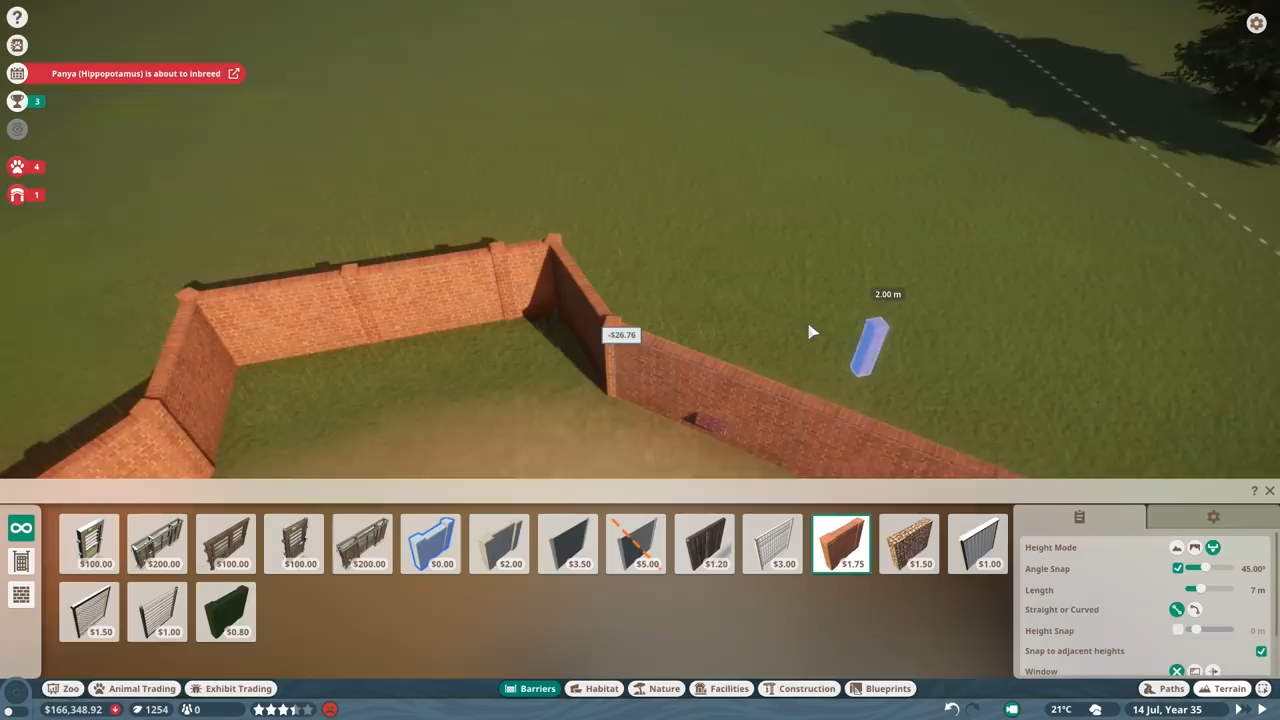 ?
Panya (Hippopotamus) is about to inbreed
3
4
1
2.00 m
-$26.76
? ×
$100.00 $200.00 $100.00 $100.00 $200.00 $0.00 $2.00 $3.50 $5.00 $1.20 $3.00 $1.75 $1.50 $1.00
$1.50 $1.00 $0.80
Height Mode
Angle Snap 45.00°
Length 7 m
Straight or Curved
Height Snap 0 m
Snap to adjacent heights
Window
Zoo Animal Trading Exhibit Trading Barriers Habitat Nature Facilities Construction Blueprints Paths Terrain
$166,348.92 1254 0 21°C 14 Jul, Year 35